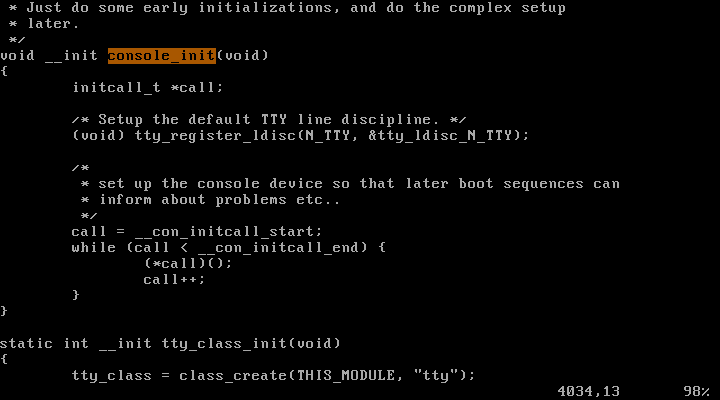 * Just do some early initializations, and do the complex setup
 * later.
 */
void __init console_init(void)
{
        initcall_t *call;

        /* Setup the default TTY line discipline. */
        (void) tty_register_ldisc(N_TTY, &tty_ldisc_N_TTY);

        /*
         * set up the console device so that later boot sequences can
         * inform about problems etc..
         */
        call = __con_initcall_start;
        while (call < __con_initcall_end) {
                (*call)();
                call++;
        }
}

static int __init tty_class_init(void)
{
        tty_class = class_create(THIS_MODULE, "tty");
4034,13 98%